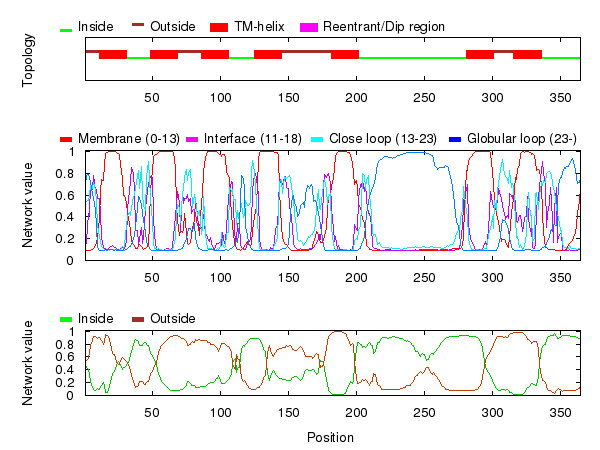 Inside Outside TM-helix Reentrant/Dip region
Topology
50 100 150 200 250 300 350
Membrane (0-13) Interface (11-18) Close loop (13-23) Globular loop (23-)
Network value
1
0.8
0.6
0.4
0.2
0
50 100 150 200 250 300 350
Inside Outside
Network value
1
0.8
0.6
0.4
0.2
0
50 100 150 200 250 300 350
Position